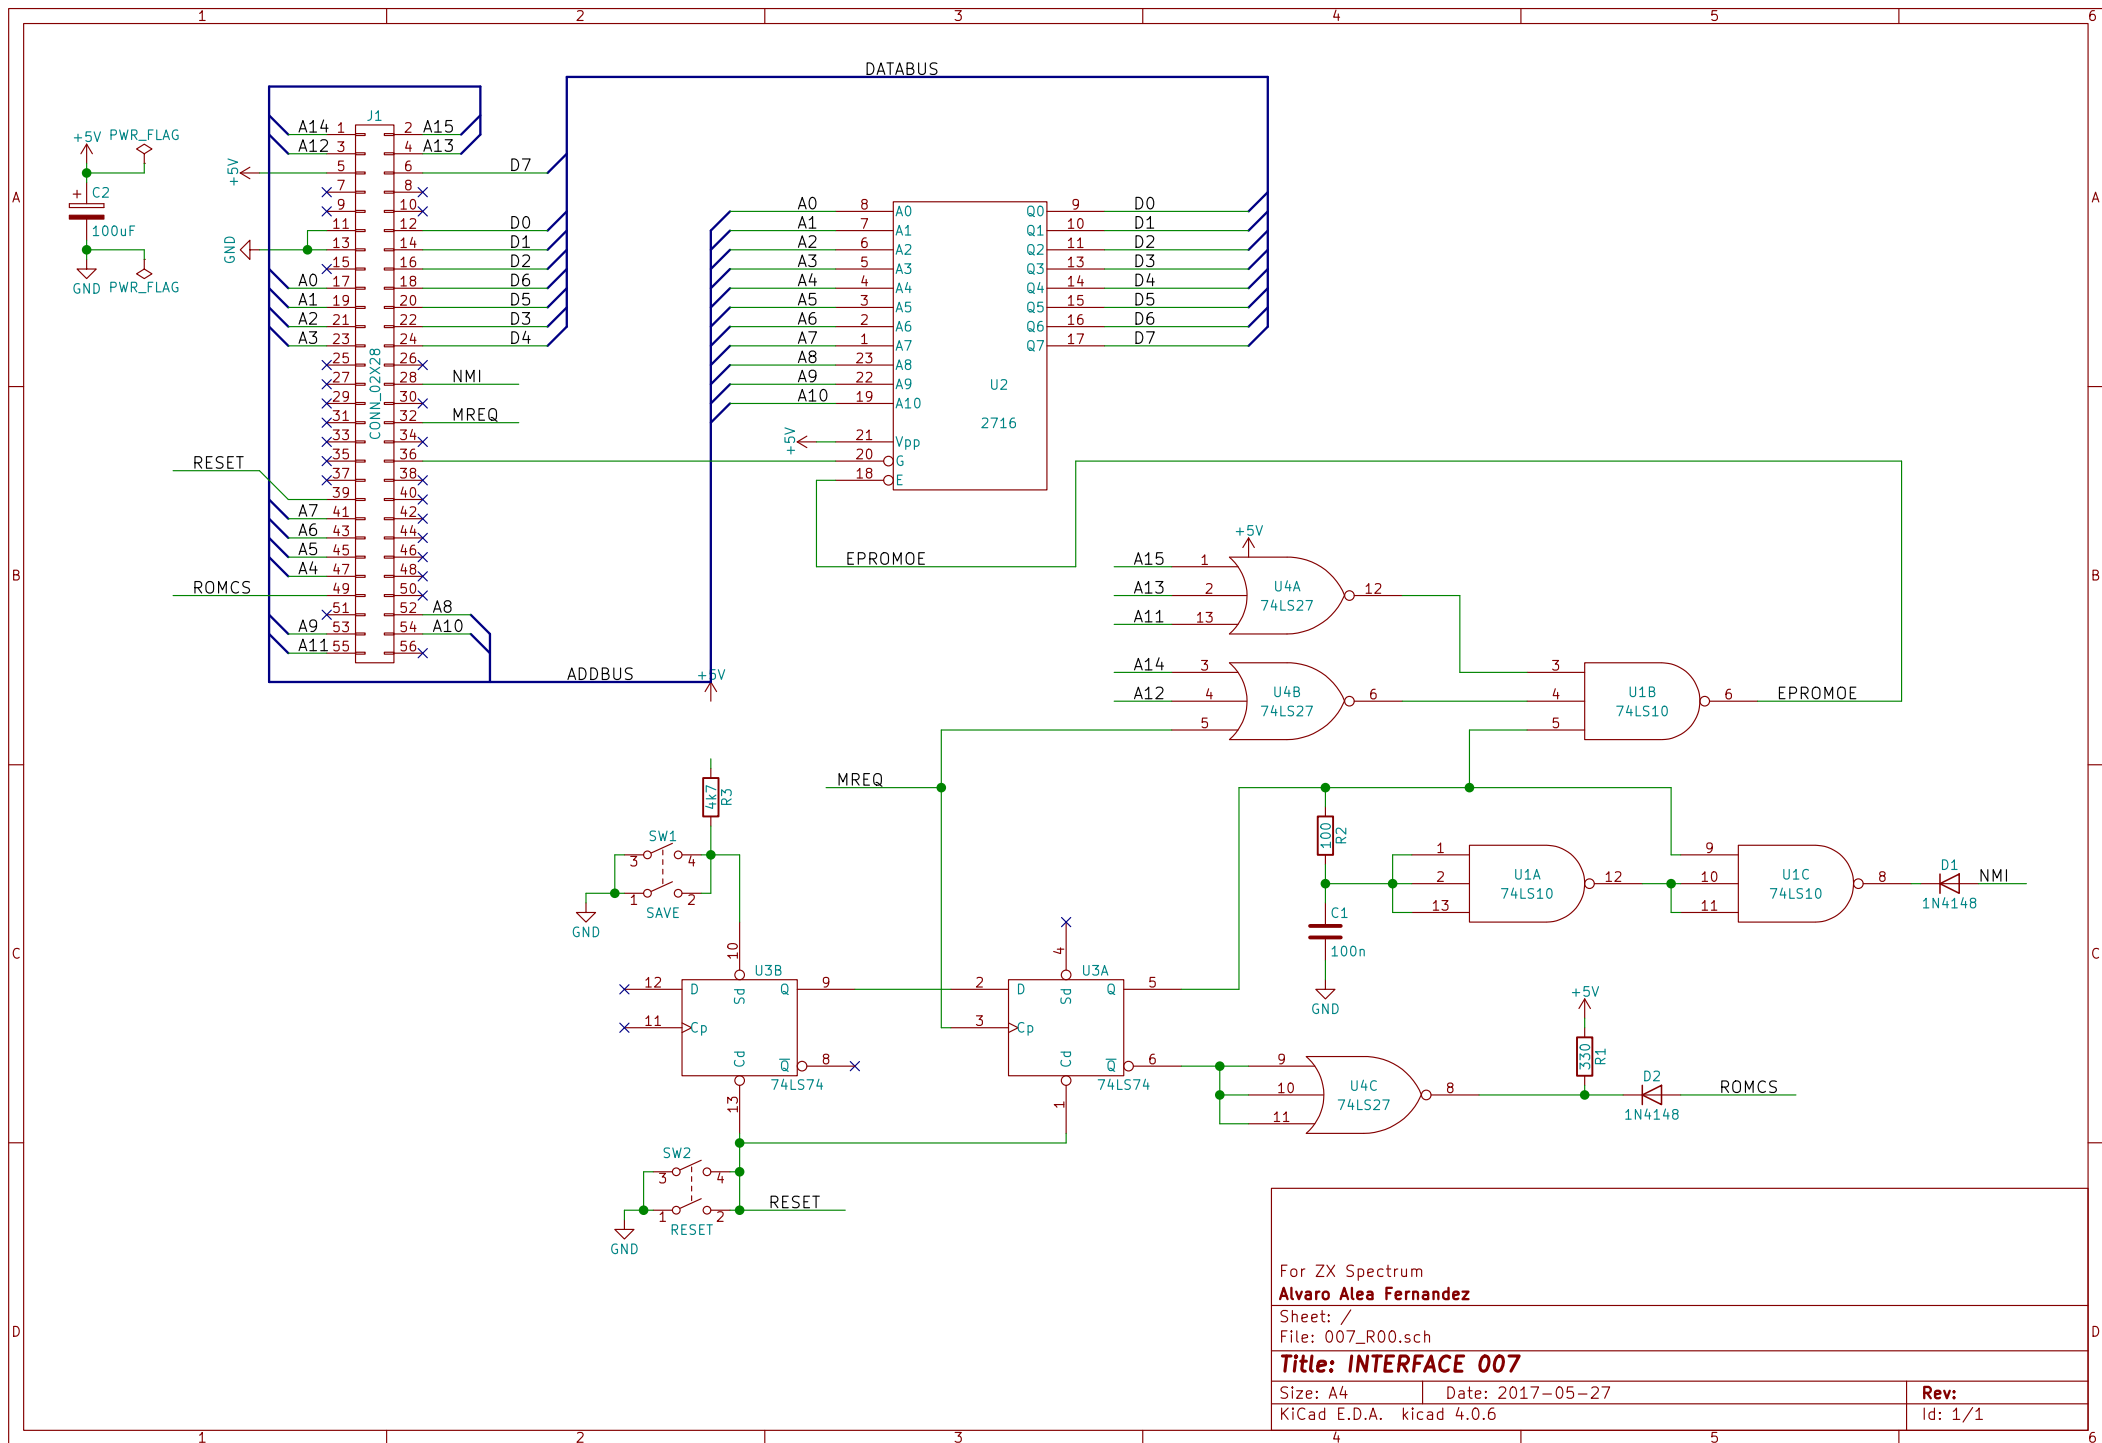 1 2 3 4 5 6
A A
B B
C C
D D
1 2 3 4 5 6
DATABUS
+5V PWR_FLAG
+ C2
100uF
GND PWR_FLAG
J1
CONN_02X28
A14 1 2 A15
A12 3 4 A13
+5V 5 6 D7
7 8
9 10
11 12 D0
GND 13 14 D1
15 16 D2
A0 17 18 D6
A1 19 20 D5
A2 21 22 D3
A3 23 24 D4
25 26
27 28 NMI
29 30
31 32 MREQ
33 34
35 36
37 38
RESET 39 40
A7 41 42
A6 43 44
A5 45 46
A4 47 48
ROMCS 49 50
51 52 A8
A9 53 54 A10
A11 55 56
ADDBUS
A0 8 A0 Q0 9 D0
A1 7 A1 Q1 10 D1
A2 6 A2 Q2 11 D2
A3 5 A3 Q3 13 D3
A4 4 A4 Q4 14 D4
A5 3 A5 Q5 15 D5
A6 2 A6 Q6 16 D6
A7 1 A7 Q7 17 D7
A8 23 A8
A9 22 A9
A10 19 A10
U2
2716
+5V 21 Vpp
20 G
18 E
EPROMOE
+5V
A15 1
A13 2
A11 13
U4A
74LS27
12
A14 3
A12 4
5
U4B
74LS27
6
3
4
5
U1B
74LS10
6 EPROMOE
+5V
4k7
R3
MREQ
SW1
3 4
1 2
SAVE
GND
10
U3B
12 D Sd Q 9
11 Cp
Cd Q 8
74LS74
13
4
U3A
2 D Sd Q 5
3 Cp
Cd Q 6
74LS74
1
100
R2
C1
100n
GND
1
2
13
U1A
74LS10
12
9
10
11
U1C
74LS10
8
D1
1N4148
NMI
9
10
11
U4C
74LS27
8
+5V
330
R1
D2
1N4148
ROMCS
SW2
3 4
1 2
RESET
RESET
GND
For ZX Spectrum
Alvaro Alea Fernandez
Sheet: /
File: 007_R00.sch
Title: INTERFACE 007
Size: A4 Date: 2017-05-27 Rev:
KiCad E.D.A. kicad 4.0.6 Id: 1/1